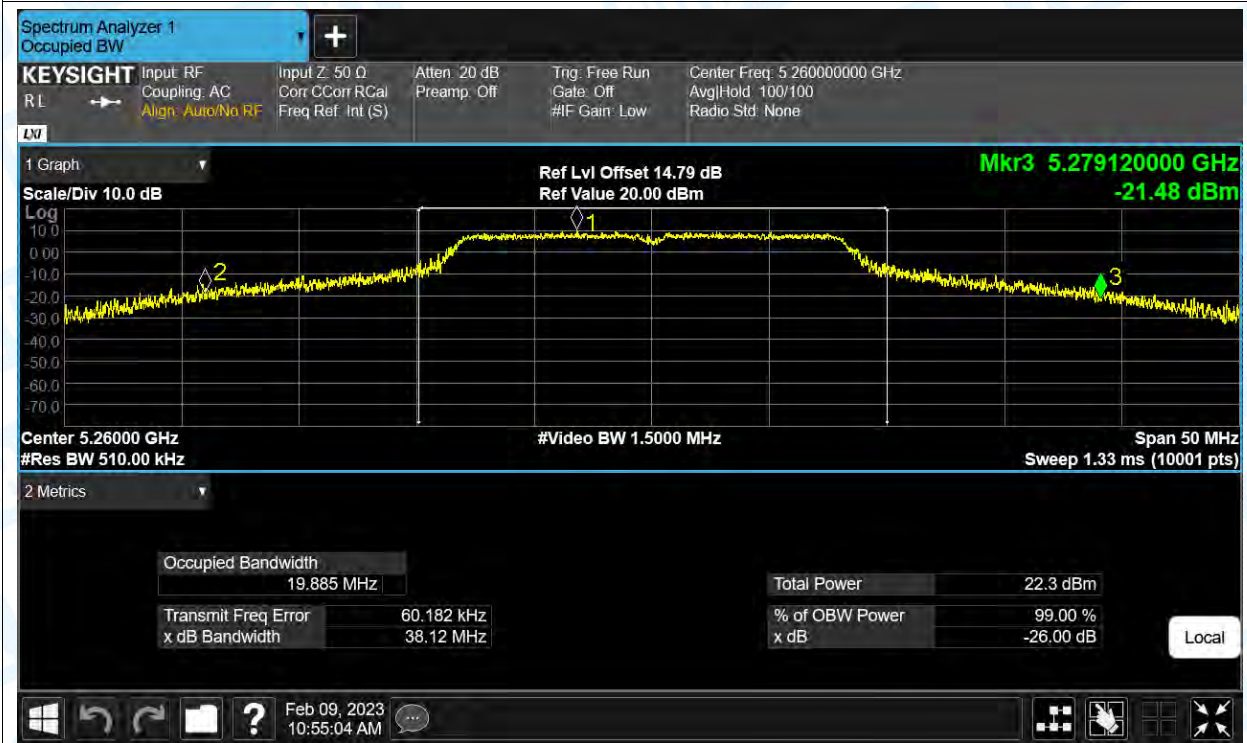 Spectrum Analyzer 1
Occupied BW
+
KEYSIGHT Input: RF Input Z: 50 Ω Atten: 20 dB Trig: Free Run Center Freq: 5.260000000 GHz
RL Coupling: AC Corr CCorr RCal Preamp: Off Gate: Off Avg|Hold: 100/100
Align: Auto/No RF Freq Ref: Int (S) #IF Gain: Low Radio Std: None
LXI
1 Graph
Ref Lvl Offset 14.79 dB Mkr3 5.279120000 GHz
Scale/Div 10.0 dB Ref Value 20.00 dBm -21.48 dBm
Log
10.0
0.00
-10.0
-20.0
-30.0
-40.0
-50.0
-60.0
-70.0
1
2
3
Center 5.26000 GHz #Video BW 1.5000 MHz Span 50 MHz
#Res BW 510.00 kHz Sweep 1.33 ms (10001 pts)
2 Metrics
Occupied Bandwidth
19.885 MHz Total Power 22.3 dBm
Transmit Freq Error 60.182 kHz % of OBW Power 99.00 %
x dB Bandwidth 38.12 MHz x dB -26.00 dB
Local
? Feb 09, 2023
10:55:04 AM